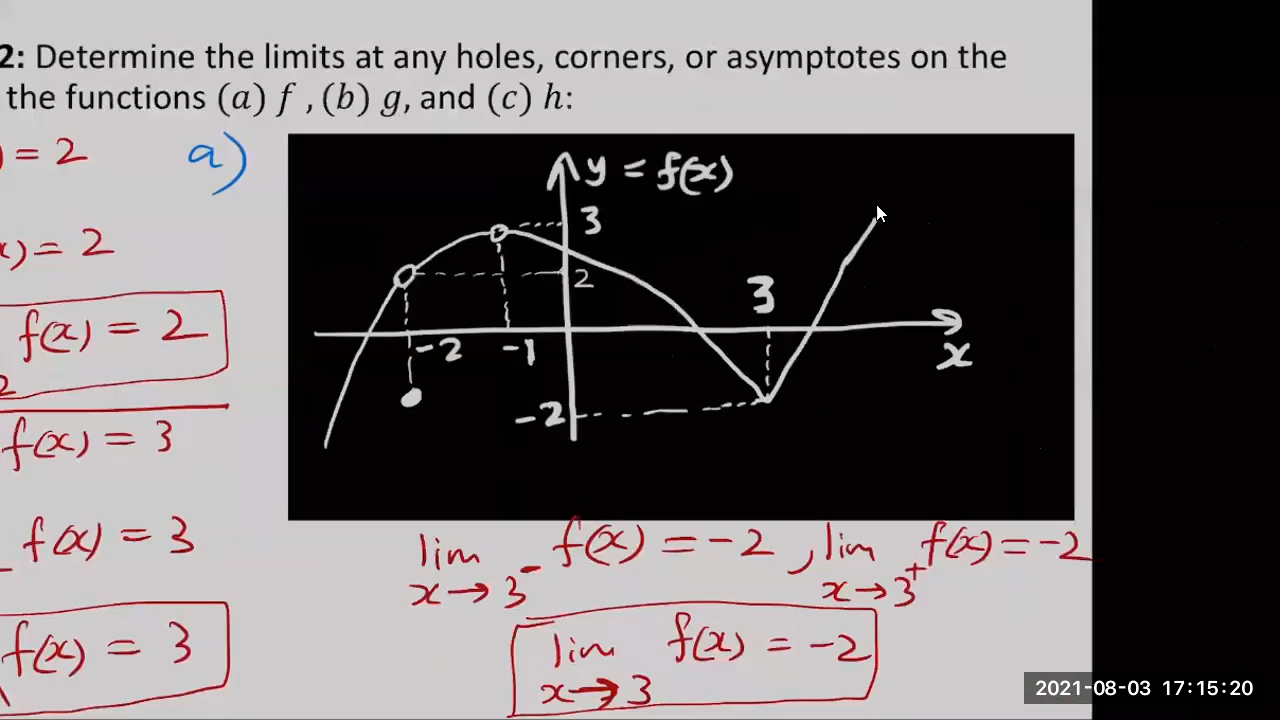 2: Determine the limits at any holes, corners, or asymptotes on the
the functions (a) f , (b) g, and (c) h:
) = 2
a)
x) = 2
f(x) = 2
2
f(x) = 3
f(x) = 3
f(x) = 3
y = f(x)
3
2
3
-2 -1
x
-2
lim x→3⁻ f(x) = -2 , lim x→3⁺ f(x) = -2
lim x→3 f(x) = -2
2021-08-03 17:15:20